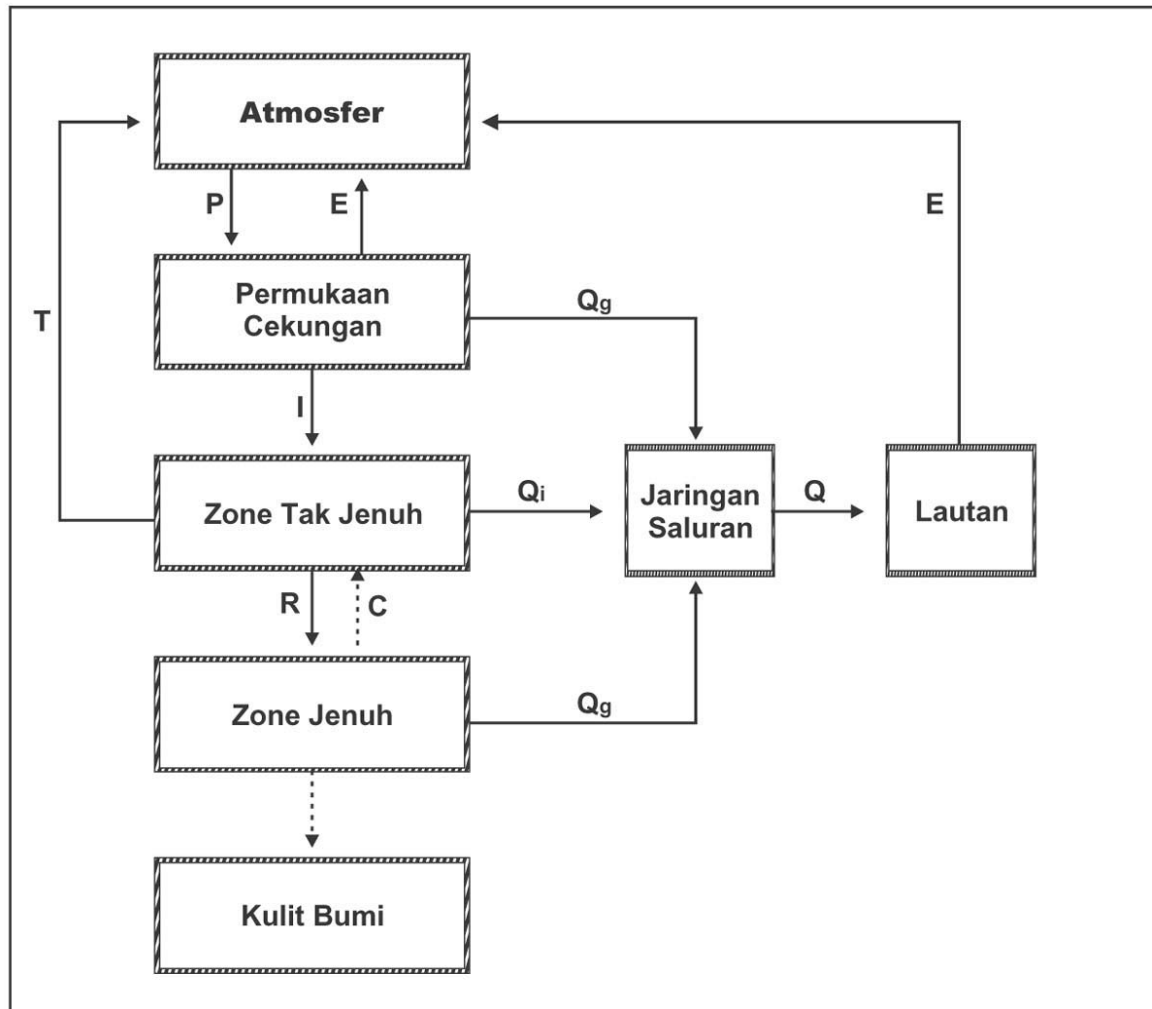 Atmosfer
P
E
E
T
Permukaan
Cekungan
Qg
I
Zone Tak Jenuh
Qi
Jaringan
Saluran
Q
Lautan
R
C
Zone Jenuh
Qg
Kulit Bumi